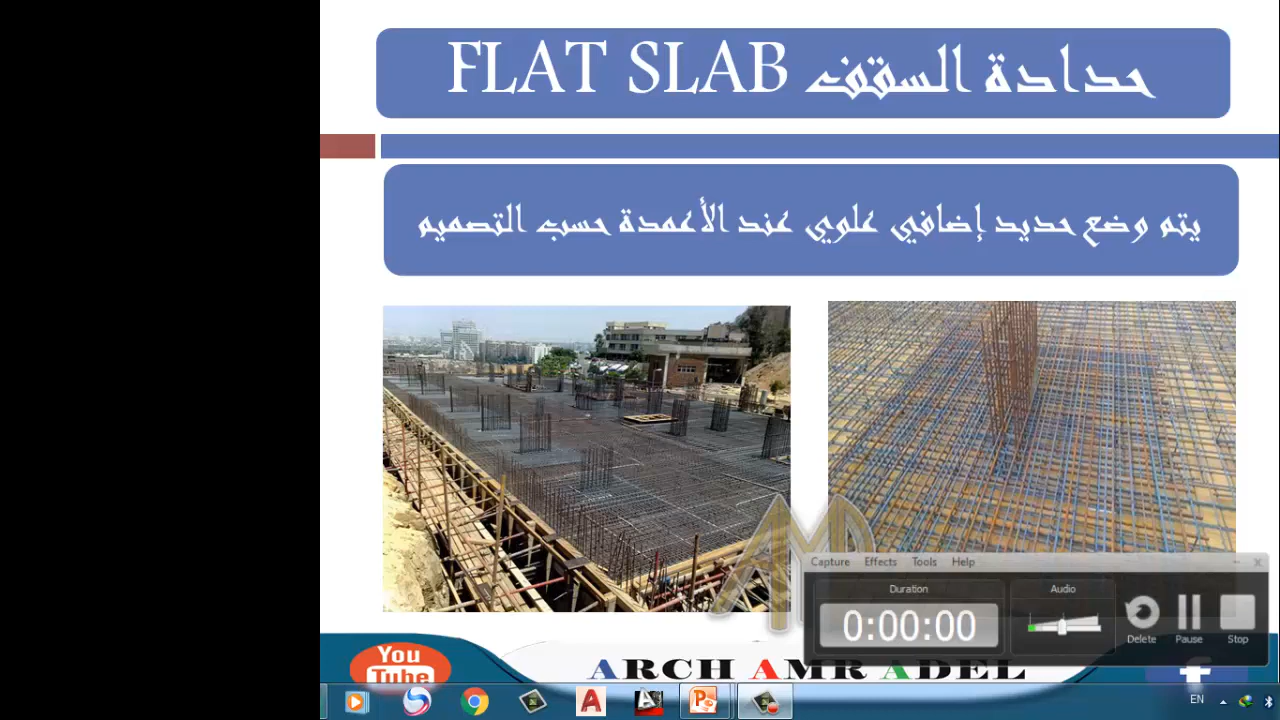 حدادة السقف FLAT SLAB
يتم وضع حديد إضافي علوي عند الأعمدة حسب التصميم
AMR
Capture Effects Tools Help
Duration
Audio
0:00:00
Delete Pause Stop
You
Tube
ARCH AMR ADEL
EN